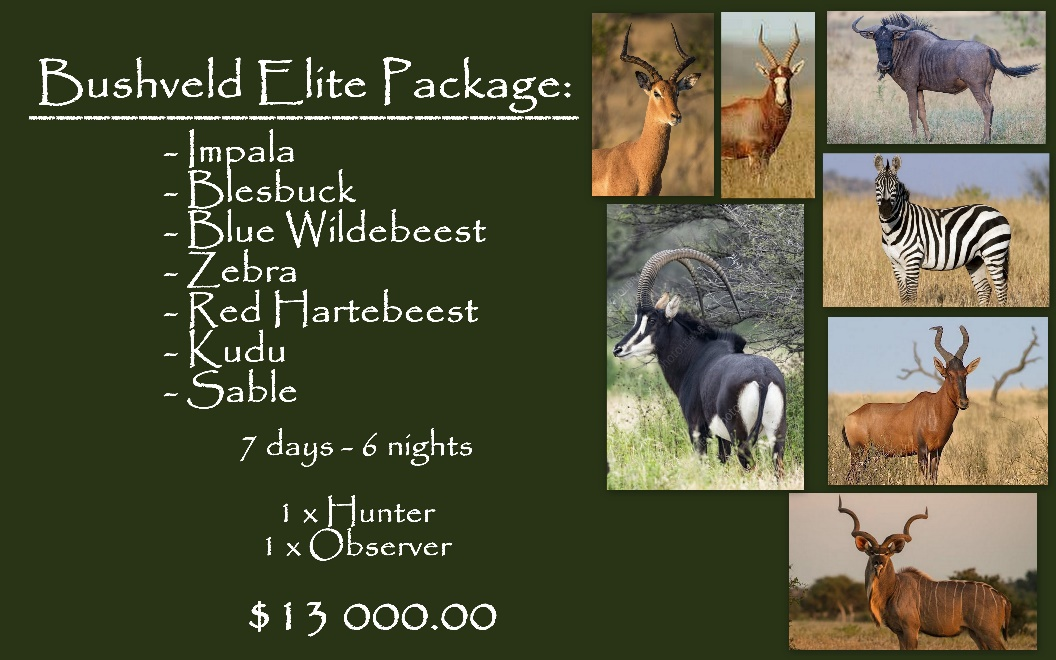 Bushveld Elite Package:
- Impala
- Blesbuck
- Blue Wildebeest
- Zebra
- Red Hartebeest
- Kudu
- Sable
7 days - 6 nights
1 x Hunter
1 x Observer
$13 000.00